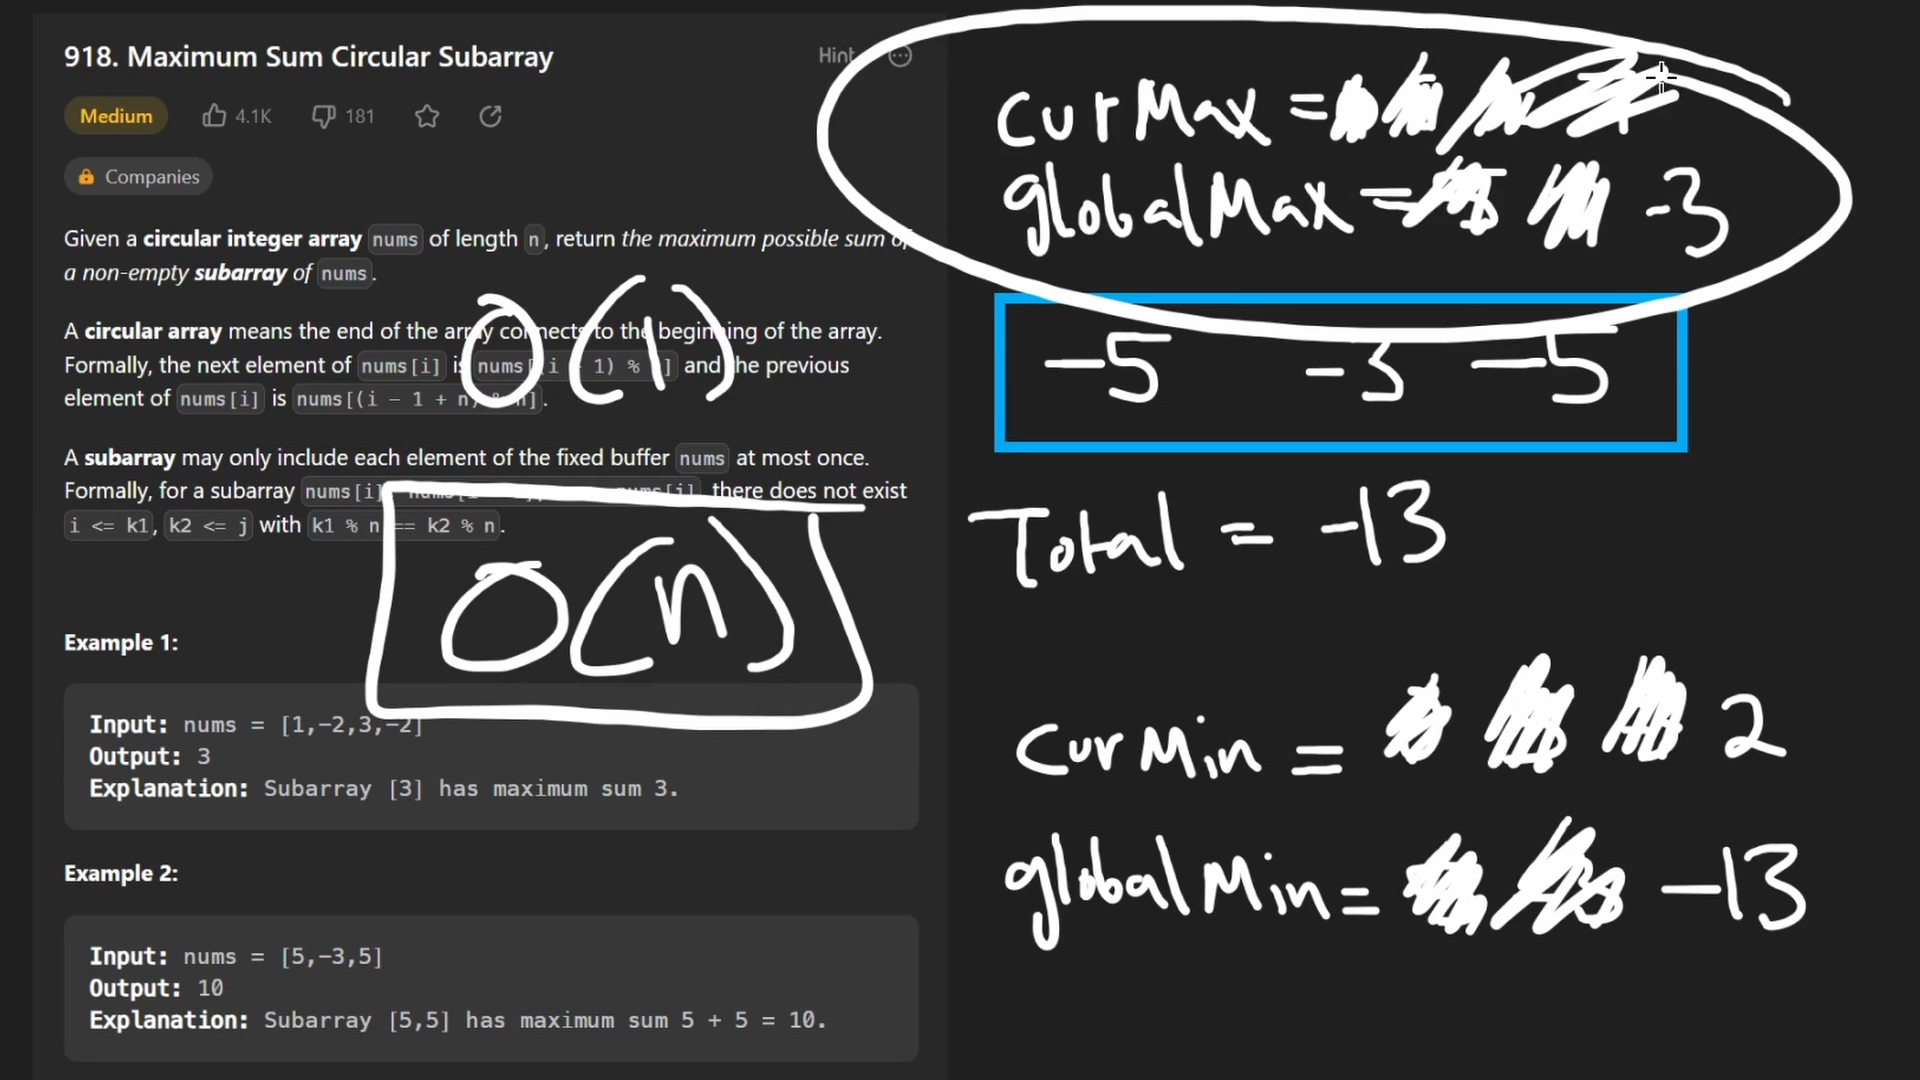 918. Maximum Sum Circular Subarray
Hint
Medium 4.1K 181
Companies
Given a circular integer array nums of length n, return the maximum possible sum of
a non-empty subarray of nums.
A circular array means the end of the array connects to the beginning of the array.
Formally, the next element of nums[i] is nums[(i + 1) % n] and the previous
element of nums[i] is nums[(i - 1 + n) % n].
A subarray may only include each element of the fixed buffer nums at most once.
Formally, for a subarray nums[i], nums[i + 1], ..., nums[j], there does not exist
i <= k1, k2 <= j with k1 % n == k2 % n.
O(1)
O(n)
Example 1:
Input: nums = [1,-2,3,-2]
Output: 3
Explanation: Subarray [3] has maximum sum 3.
Example 2:
Input: nums = [5,-3,5]
Output: 10
Explanation: Subarray [5,5] has maximum sum 5 + 5 = 10.
curMax =
globalMax = -3
-5 -3 -5
Total = -13
curMin = 2
globalMin = -13